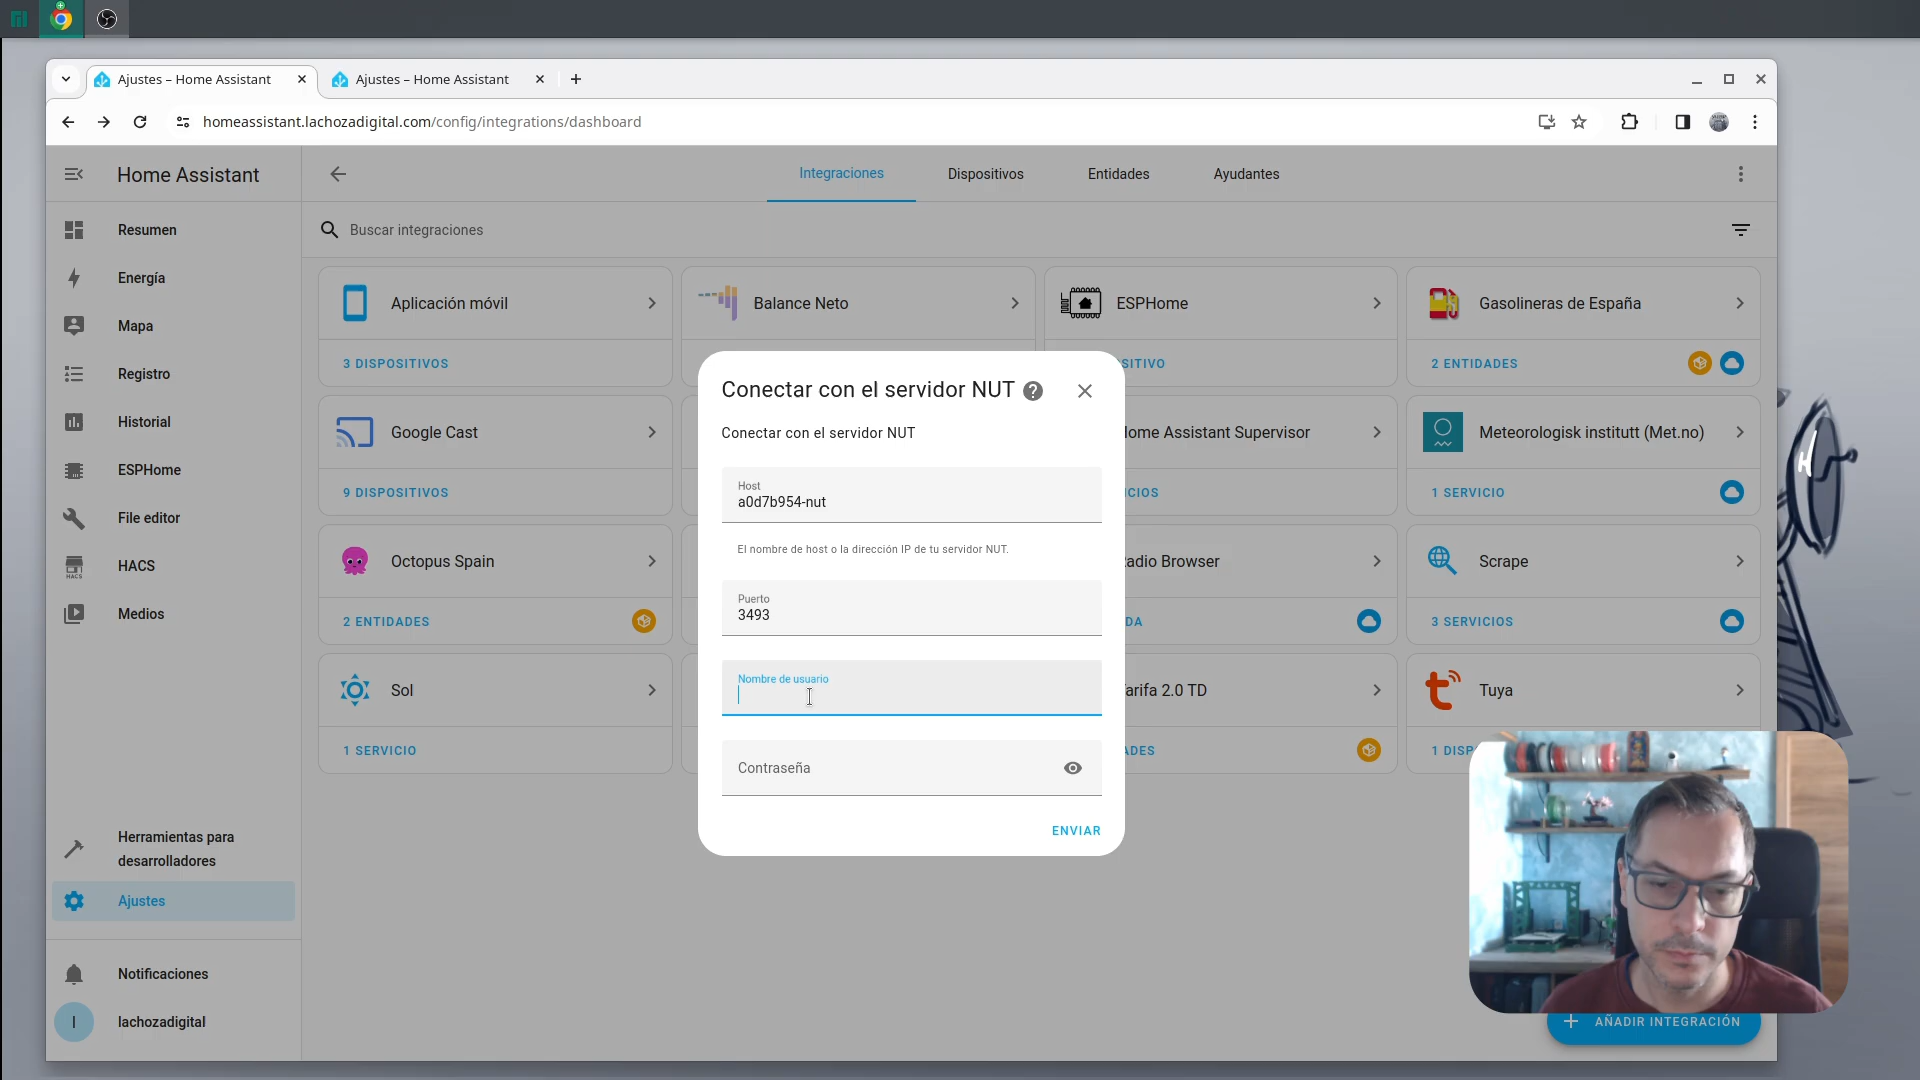 Ajustes – Home Assistant
Ajustes – Home Assistant
homeassistant.lachozadigital.com/config/integrations/dashboard
Home Assistant
Integraciones
Dispositivos
Entidades
Ayudantes
Resumen
Energía
Mapa
Registro
Historial
ESPHome
File editor
HACS
HACS
Medios
Herramientas para
desarrolladores
Ajustes
Notificaciones
l
lachozadigital
Buscar integraciones
Aplicación móvil
3 DISPOSITIVOS
Balance Neto
ESPHome
SITIVO
Gasolineras de España
2 ENTIDADES
Google Cast
9 DISPOSITIVOS
ome Assistant Supervisor
ICIOS
Meteorologisk institutt (Met.no)
1 SERVICIO
Octopus Spain
2 ENTIDADES
adio Browser
DA
Scrape
3 SERVICIOS
Sol
1 SERVICIO
arifa 2.0 TD
ADES
Tuya
1 DISP
Conectar con el servidor NUT
Conectar con el servidor NUT
Host
a0d7b954-nut
El nombre de host o la dirección IP de tu servidor NUT.
Puerto
3493
Nombre de usuario
Contraseña
ENVIAR
AÑADIR INTEGRACIÓN